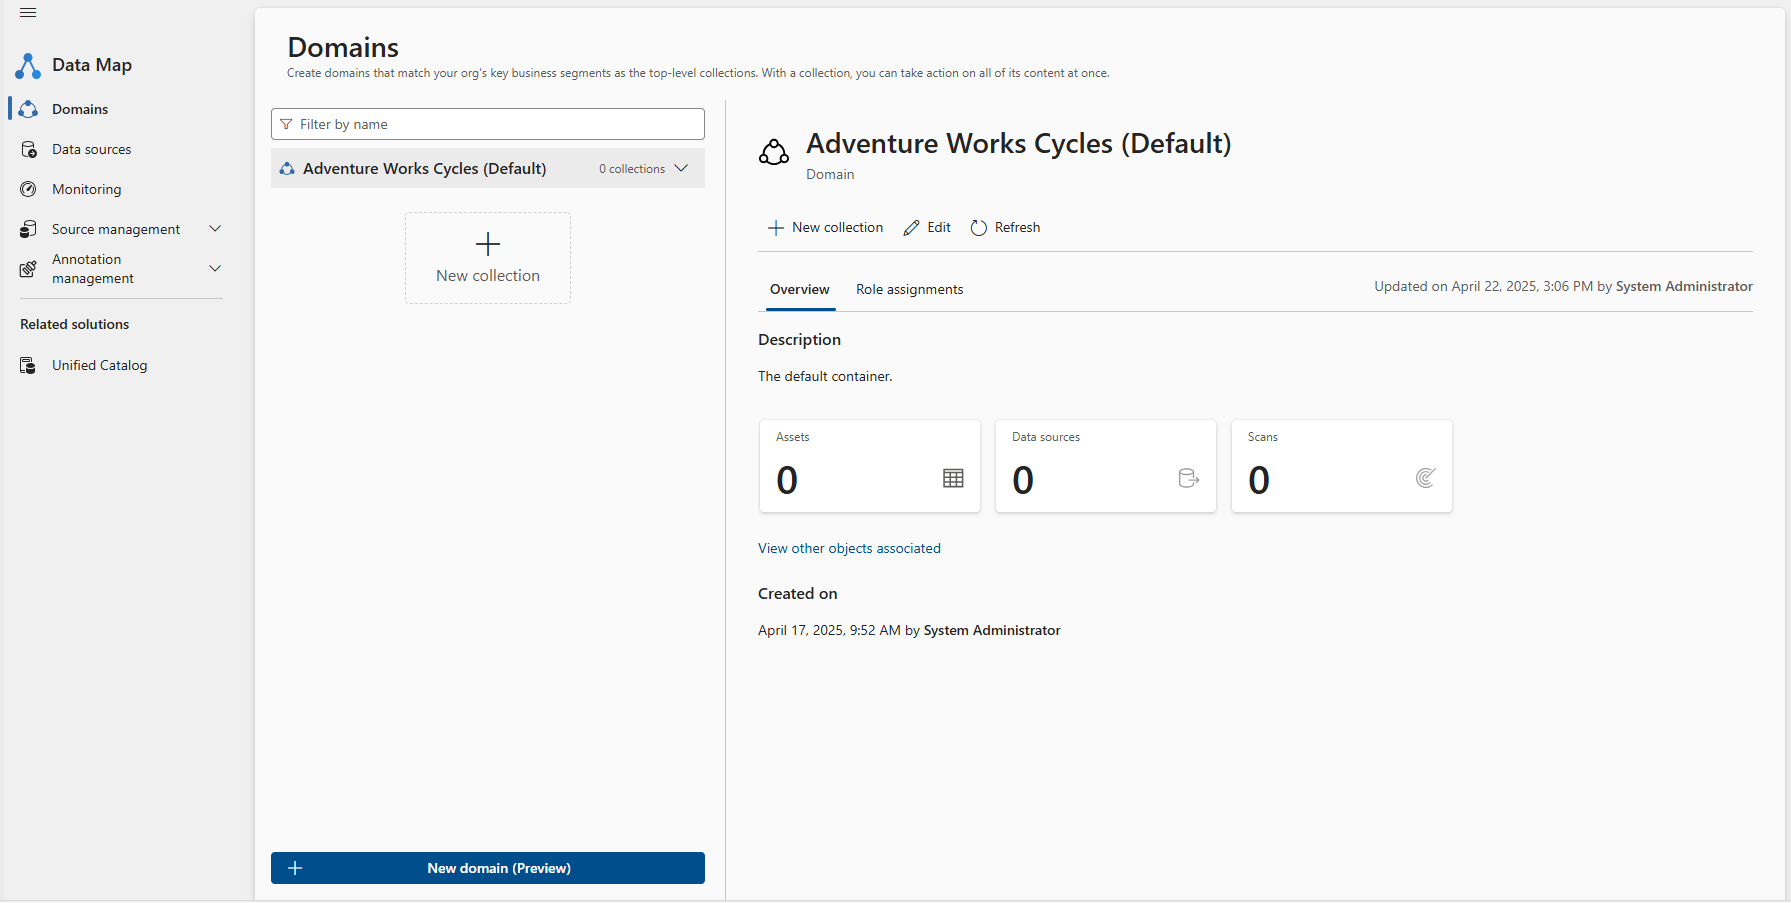 Data Map
Domains
Data sources
Monitoring
Source management
Annotation
management
Related solutions
Unified Catalog
Domains
Create domains that match your org's key business segments as the top-level collections. With a collection, you can take action on all of its content at once.
Filter by name
Adventure Works Cycles (Default) 0 collections
New collection
New domain (Preview)
Adventure Works Cycles (Default)
Domain
New collection Edit Refresh
Overview Role assignments Updated on April 22, 2025, 3:06 PM by System Administrator
Description
The default container.
Assets Data sources Scans
0 0 0
View other objects associated
Created on
April 17, 2025, 9:52 AM by System Administrator